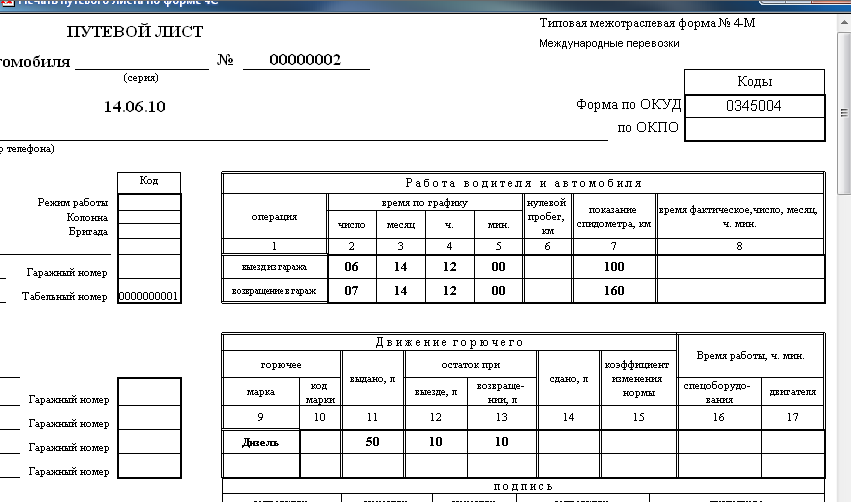 Печать путевого листа по форме 4С
ПУТЕВОЙ ЛИСТ
Типовая межотраслевая форма № 4-М
Международные перевозки
томобиля № 00000002
(серия)
Коды
14.06.10
Форма по ОКУД 0345004
по ОКПО
р телефона)
Код
Режим работы
Колонна
Бригада
Гаражный номер
Табельный номер 0000000001
Работа водителя и автомобиля
операция
время по графику
нулевой пробег, км
показание спидометра, км
время фактическое,число, месяц, ч. мин.
число месяц ч. мин.
1 2 3 4 5 6 7 8
выезд из гаража 06 14 12 00 100
возвращение в гараж 07 14 12 00 160
Движение горючего
Время работы, ч. мин.
горючее
выдано, л
остаток при
сдано, л
коэффициент изменения нормы
марка
код марки
выезде, л
возвраще-
нии, л
спецоборудо-
вания
двигателя
9 10 11 12 13 14 15 16 17
Дизель 50 10 10
Гаражный номер
Гаражный номер
Гаражный номер
Гаражный номер
подпись